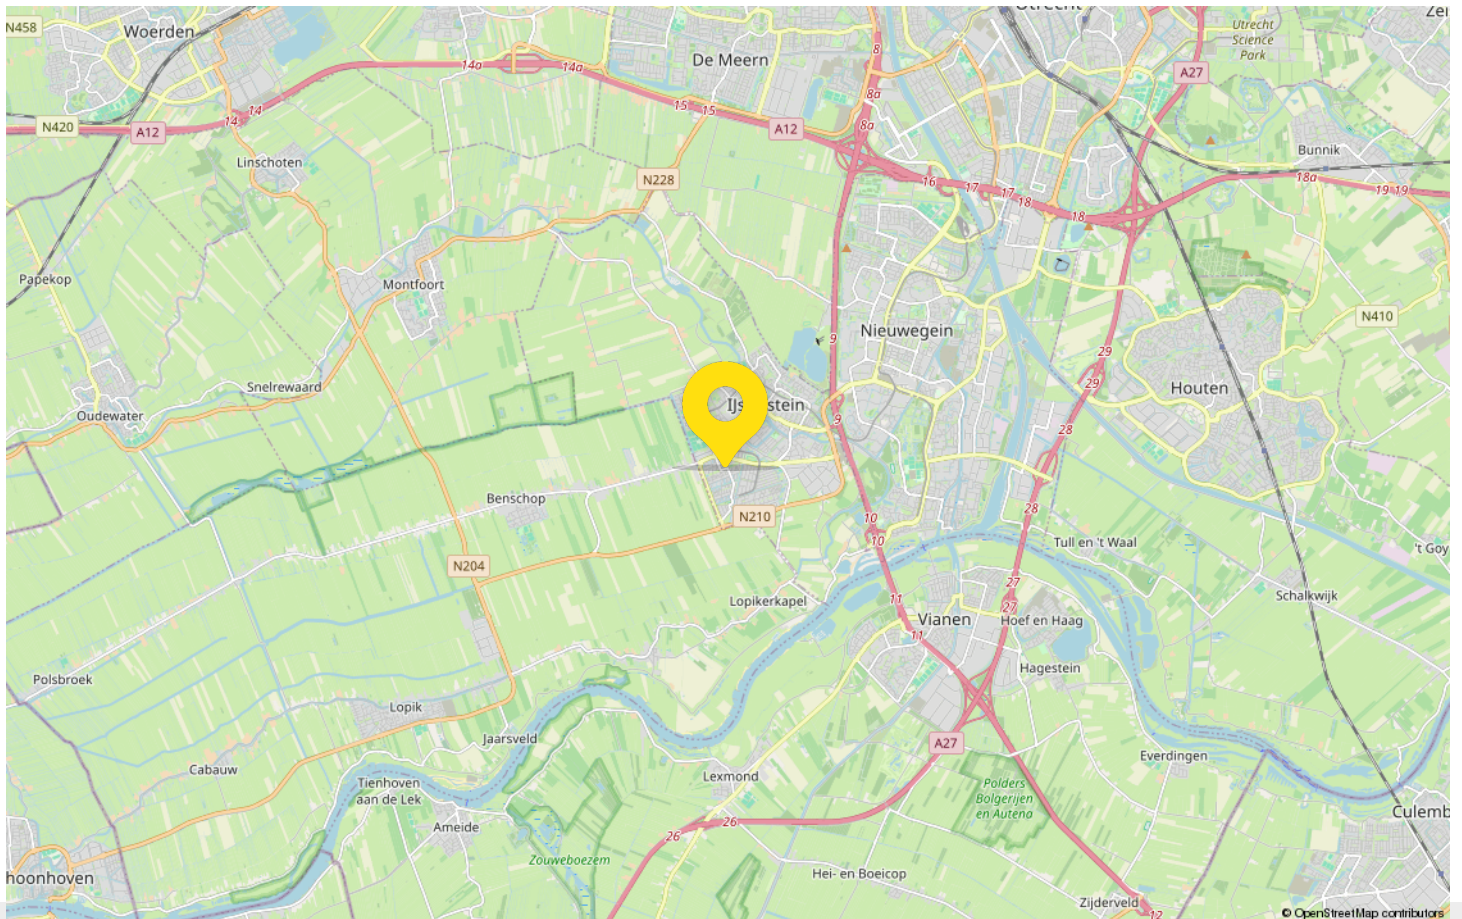 Utrecht
Zei
N458
Woerden
Utrecht
Science
Park
8
De Meern
14a
14a
A27
8a
15
15
14
14
N420
A12
A12
8a
Bunnik
Linschoten
N228
16
17
17
18
18
18a
19
19
Papekop
Montfoort
N410
Nieuwegein
9
29
29
Snelrewaard
Houten
Oudewater
9
28
Benschop
28
N210
10
10
Tull en 't Waal
't Goy
N204
27
Lopikerkapel
11
27
Schalkwijk
Vianen
Hoef en Haag
11
Hagestein
Polsbroek
Lopik
Jaarsveld
A27
Everdingen
Cabauw
Lexmond
Tienhoven
aan de Lek
Polders
Bolgerijen
en Autena
Culemb
Ameide
26
26
Zouweboezem
Hei- en Boeicop
hoonhoven
Zijderveld
12
© OpenStreetMap contributors